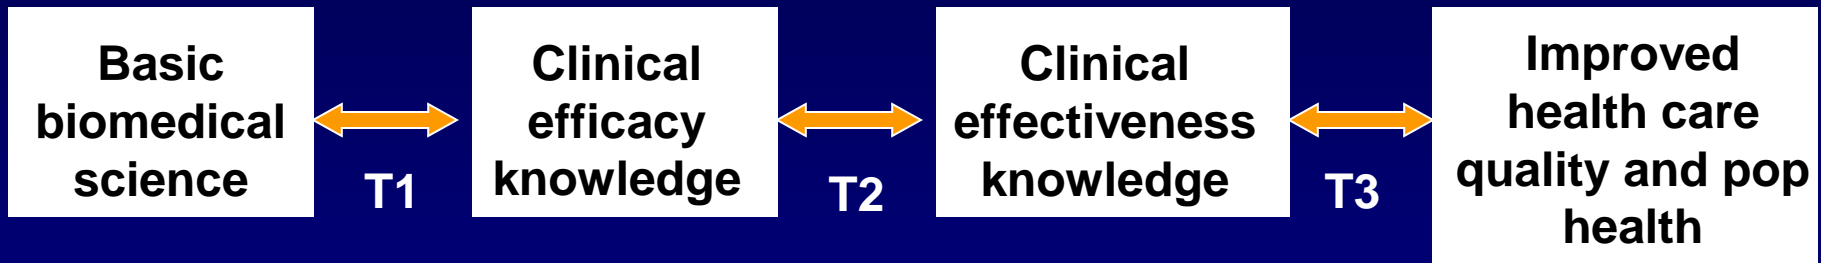 Basic
biomedical
science
T1
Clinical
efficacy
knowledge
T2
Clinical
effectiveness
knowledge
T3
Improved
health care
quality and pop
health